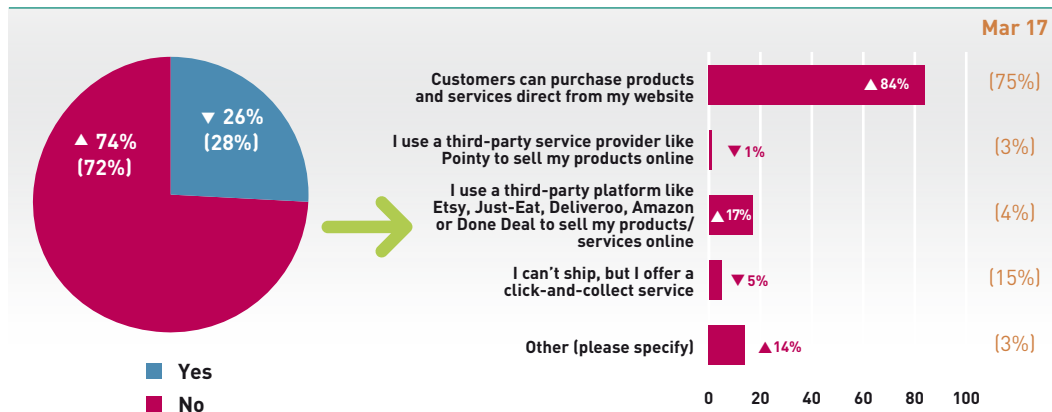 Mar 17
▲ 74%
(72%)
▼ 26%
(28%)
Yes
No
Customers can purchase products
and services direct from my website
▲ 84%
(75%)
I use a third-party service provider like
Pointy to sell my products online
▼ 1%
(3%)
I use a third-party platform like
Etsy, Just-Eat, Deliveroo, Amazon
or Done Deal to sell my products/
services online
▲ 17%
(4%)
I can't ship, but I offer a
click-and-collect service
▼ 5%
(15%)
Other (please specify)
▲ 14%
(3%)
0 20 40 60 80 100